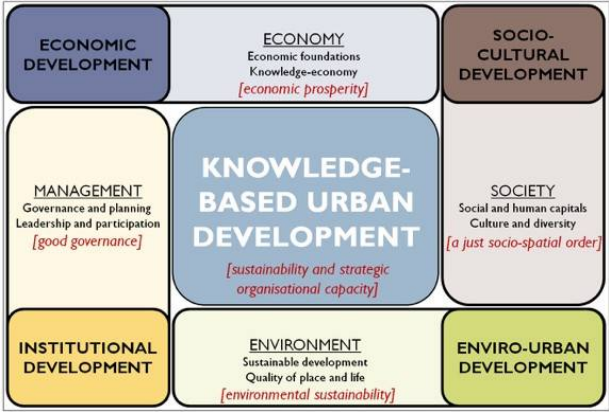 ECONOMIC
DEVELOPMENT
ECONOMY
Economic foundations
Knowledge-economy
[economic prosperity]
SOCIO-
CULTURAL
DEVELOPMENT
MANAGEMENT
Governance and planning
Leadership and participation
[good governance]
KNOWLEDGE-
BASED URBAN
DEVELOPMENT
[sustainability and strategic
organisational capacity]
SOCIETY
Social and human capitals
Culture and diversity
[a just socio-spatial order]
INSTITUTIONAL
DEVELOPMENT
ENVIRONMENT
Sustainable development
Quality of place and life
[environmental sustainability]
ENVIRO-URBAN
DEVELOPMENT